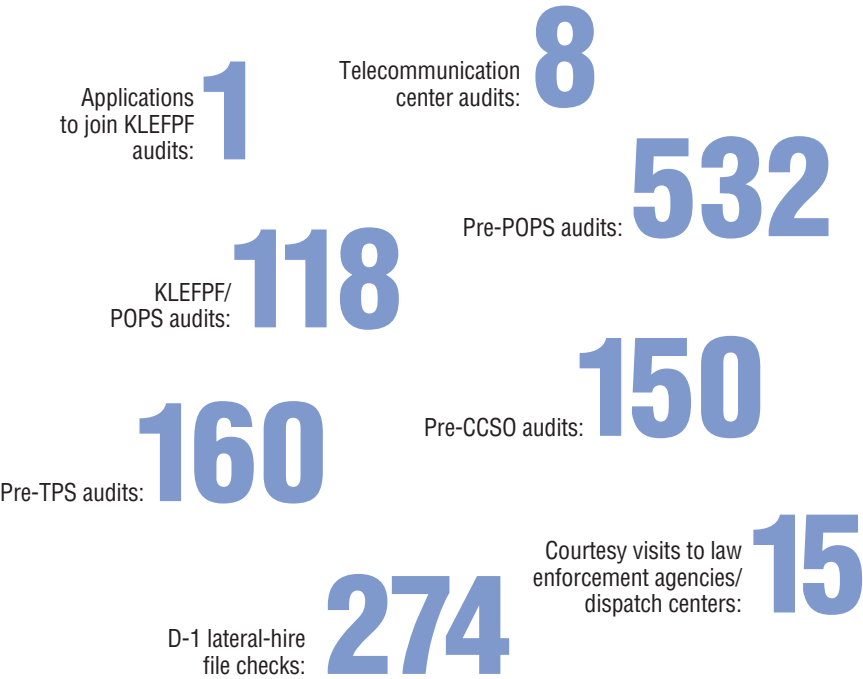 Applications
to join KLEFPF
audits:
1
Telecommunication
center audits:
8
Pre-POPS audits:
532
KLEFPF/
POPS audits:
118
Pre-CCSO audits:
150
Pre-TPS audits:
160
Courtesy visits to law
enforcement agencies/
dispatch centers:
15
D-1 lateral-hire
file checks:
274